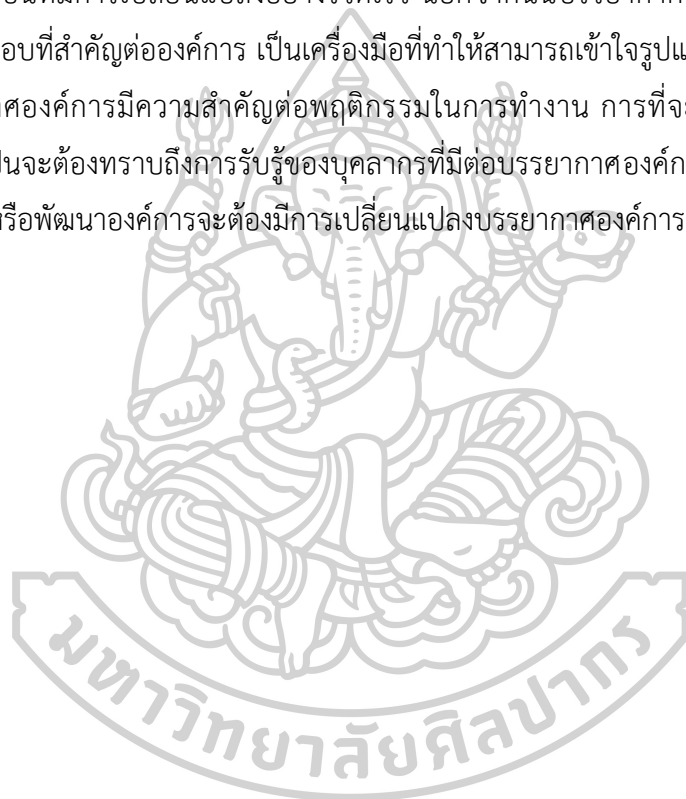 อบที่สำคัญต่อองค์การ เป็นเครื่องมือที่ทำให้สามารถเข้าใจรูปแ
าศองค์การมีความสำคัญต่อพฤติกรรมในการทำงาน การที่จะ
ป็นจะต้องทราบถึงการรับรู้ของบุคลากรที่มีต่อบรรยากาศองค์ก
หรือพัฒนาองค์การจะต้องมีการเปลี่ยนแปลงบรรยากาศองค์การ
มหาวิทยาลัยศิลปากร